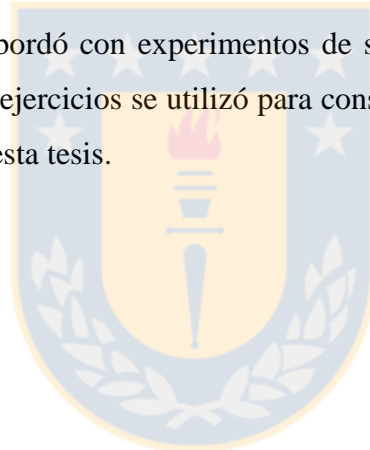 bordó con experimentos de s
ejercicios se utilizó para cons
esta tesis.